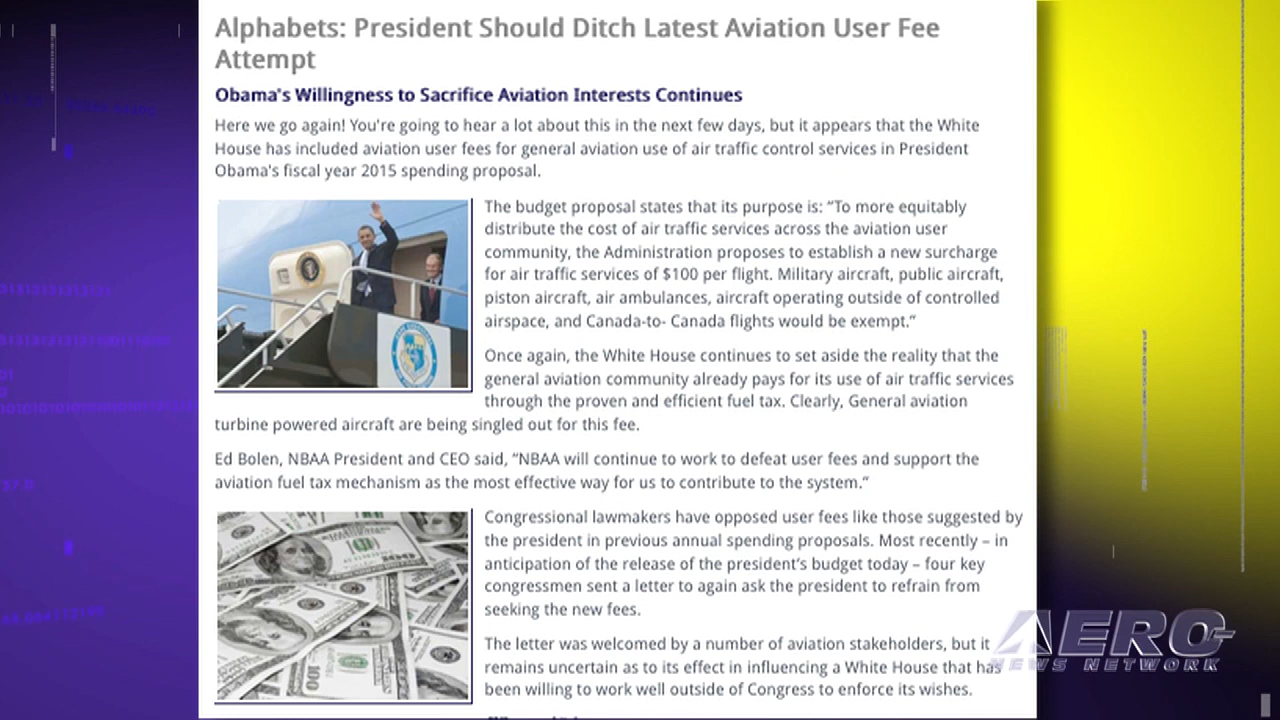 Alphabets: President Should Ditch Latest Aviation User Fee
Attempt
Obama's Willingness to Sacrifice Aviation Interests Continues
Here we go again! You're going to hear a lot about this in the next few days, but it appears that the White
House has included aviation user fees for general aviation use of air traffic control services in President
Obama's fiscal year 2015 spending proposal.
The budget proposal states that its purpose is: “To more equitably
distribute the cost of air traffic services across the aviation user
community, the Administration proposes to establish a new surcharge
for air traffic services of $100 per flight. Military aircraft, public aircraft,
piston aircraft, air ambulances, aircraft operating outside of controlled
airspace, and Canada-to- Canada flights would be exempt.”
Once again, the White House continues to set aside the reality that the
general aviation community already pays for its use of air traffic services
through the proven and efficient fuel tax. Clearly, General aviation
turbine powered aircraft are being singled out for this fee.
Ed Bolen, NBAA President and CEO said, “NBAA will continue to work to defeat user fees and support the
aviation fuel tax mechanism as the most effective way for us to contribute to the system.”
Congressional lawmakers have opposed user fees like those suggested by
the president in previous annual spending proposals. Most recently – in
anticipation of the release of the president's budget today – four key
congressmen sent a letter to again ask the president to refrain from
seeking the new fees.
The letter was welcomed by a number of aviation stakeholders, but it
remains uncertain as to its effect in influencing a White House that has
been willing to work well outside of Congress to enforce its wishes.
AERO-
NEWS NETWORK